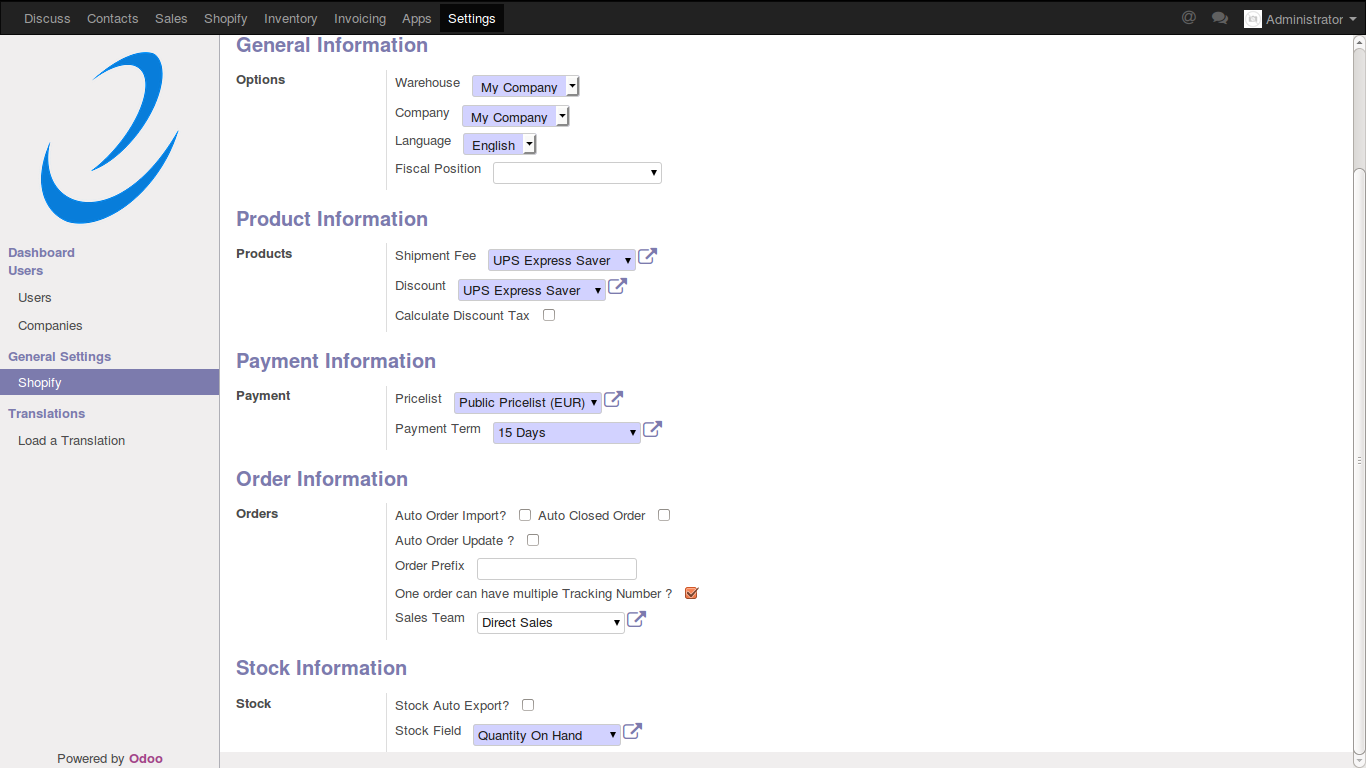 Discuss Contacts Sales Shopify Inventory Invoicing Apps Settings @ Administrator
Dashboard
Users
Users
Companies
General Settings
Shopify
Translations
Load a Translation
Powered by Odoo
General Information
Options
Warehouse My Company
Company My Company
Language English
Fiscal Position
Product Information
Products
Shipment Fee UPS Express Saver
Discount UPS Express Saver
Calculate Discount Tax
Payment Information
Payment
Pricelist Public Pricelist (EUR)
Payment Term 15 Days
Order Information
Orders
Auto Order Import? Auto Closed Order
Auto Order Update ?
Order Prefix
One order can have multiple Tracking Number ?
Sales Team Direct Sales
Stock Information
Stock
Stock Auto Export?
Stock Field Quantity On Hand